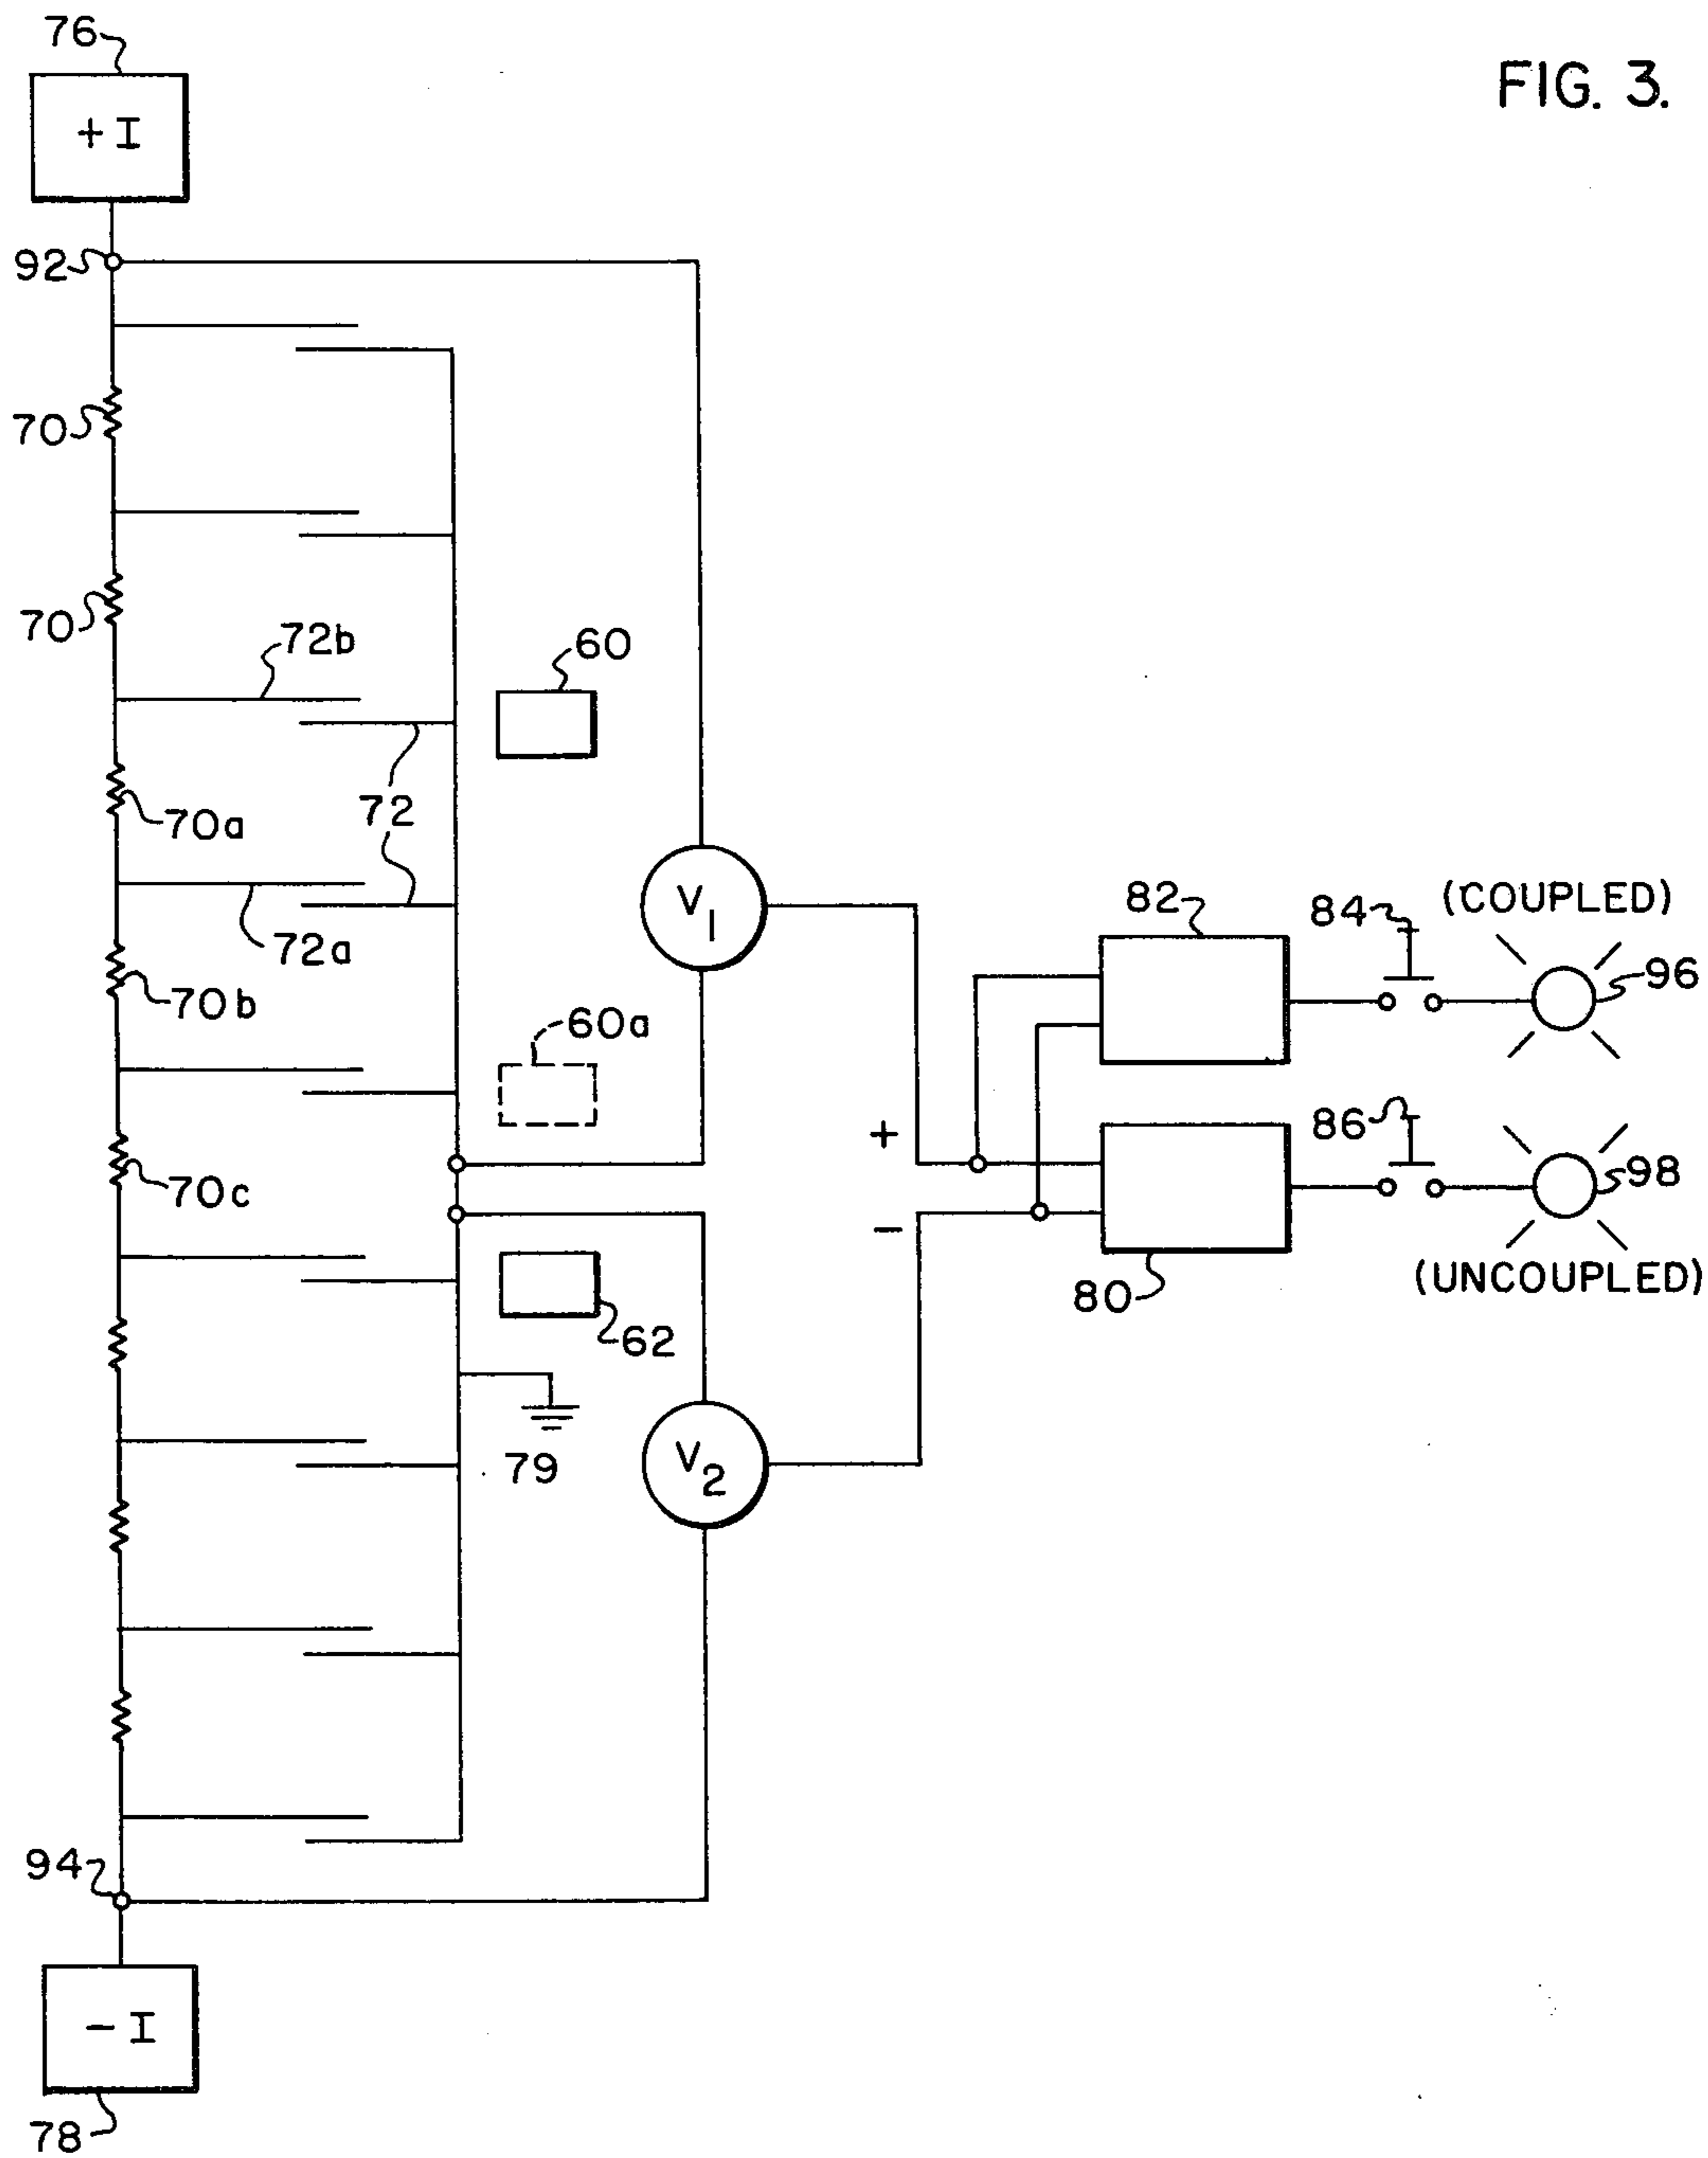 76
FIG. 3.
+ I
92
70
70
72b
60
70a
72
V1
82
84
(COUPLED)
72a
96
70b
60a
+
86
98
70c
−
(UNCOUPLED)
80
62
79
V2
94
− I
78